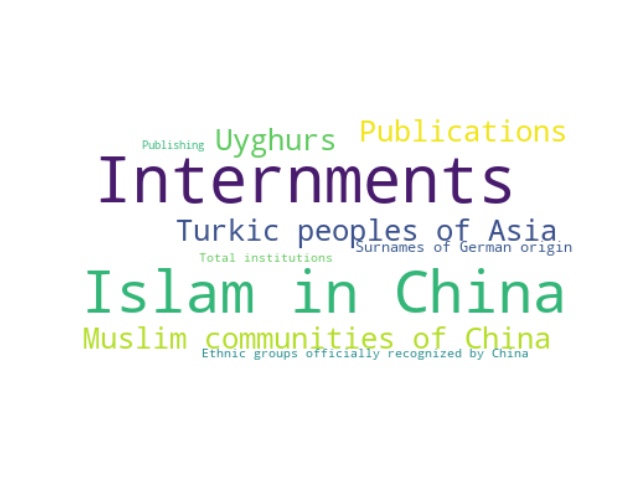 Publications
Publishing
Uyghurs
Internments
Turkic peoples of Asia
Surnames of German origin
Total institutions
Islam in China
Muslim communities of China
Ethnic groups officially recognized by China